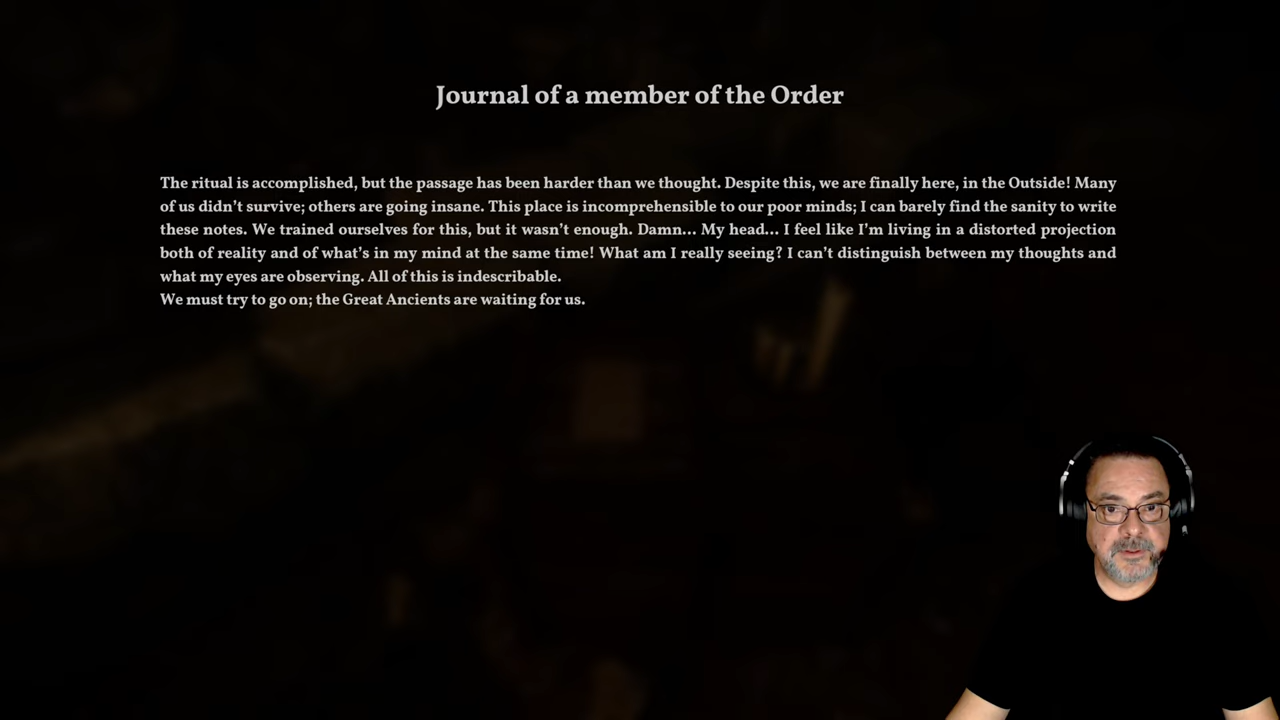 Journal of a member of the Order
The ritual is accomplished, but the passage has been harder than we thought. Despite this, we are finally here, in the Outside! Many
of us didn't survive; others are going insane. This place is incomprehensible to our poor minds; I can barely find the sanity to write
these notes. We trained ourselves for this, but it wasn't enough. Damn... My head... I feel like I'm living in a distorted projection
both of reality and of what's in my mind at the same time! What am I really seeing? I can't distinguish between my thoughts and
what my eyes are observing. All of this is indescribable.
We must try to go on; the Great Ancients are waiting for us.